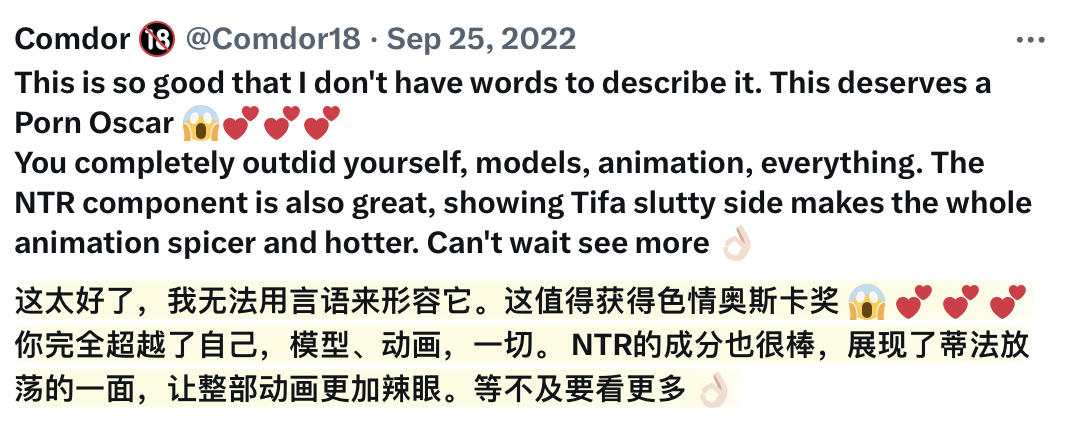 Comdor 🔞 @Comdor18 · Sep 25, 2022
This is so good that I don't have words to describe it. This deserves a
Porn Oscar 😱💕💕💕
You completely outdid yourself, models, animation, everything. The
NTR component is also great, showing Tifa slutty side makes the whole
animation spicer and hotter. Can't wait see more 👌🏻
这太好了，我无法用言语来形容它。这值得获得色情奥斯卡奖 😱 💕 💕 💕
你完全超越了自己，模型、动画，一切。 NTR的成分也很棒，展现了蒂法放
荡的一面，让整部动画更加辣眼。等不及要看更多 👌🏻